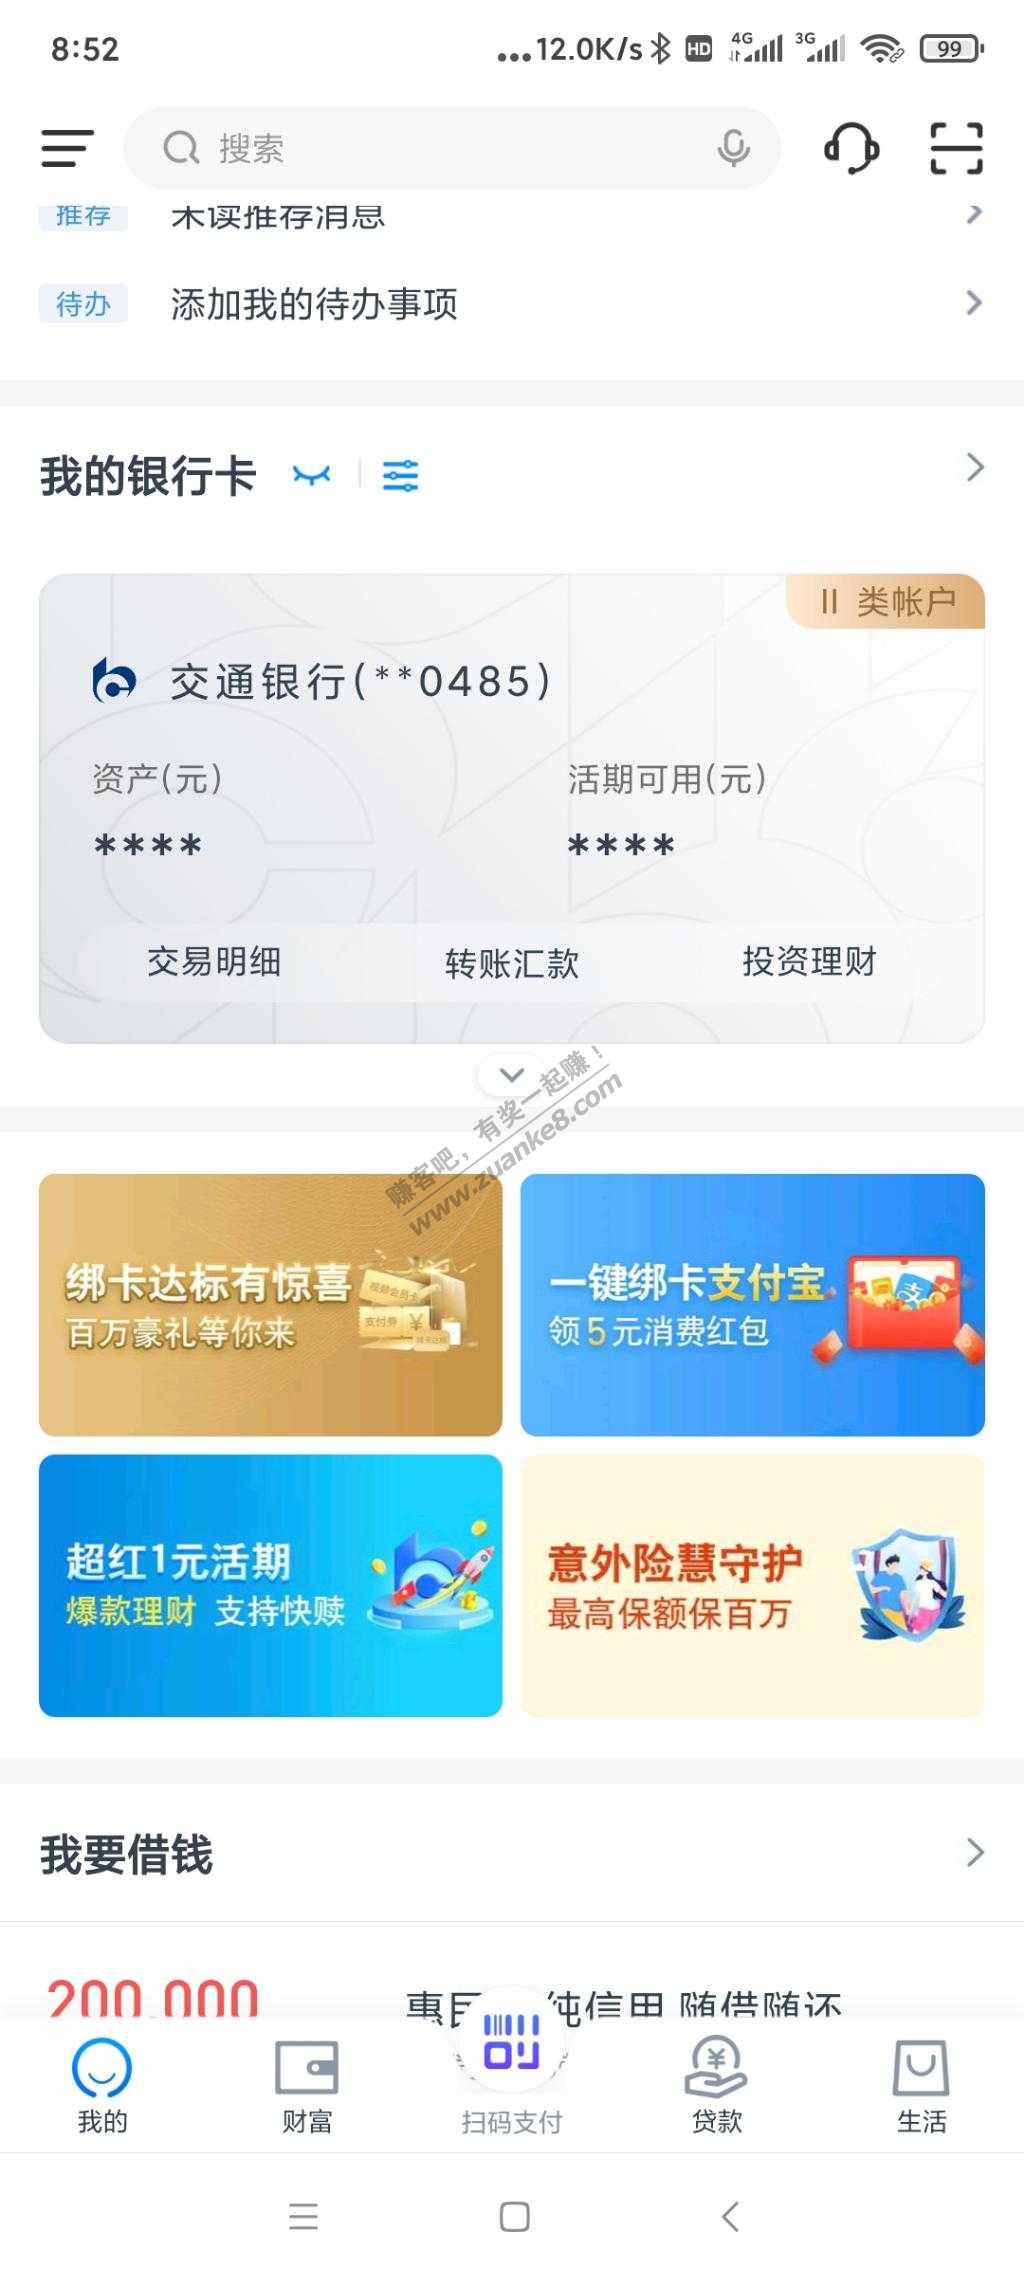 8:52
...12.0K/s HD 4G 3G 99
搜索
推荐 未读推荐消息
待办 添加我的待办事项
我的银行卡
II 类帐户
交通银行(**0485)
资产(元) 活期可用(元)
**** ****
交易明细 转账汇款 投资理财
赚客吧，有奖一起赚！
www.zuanke8.com
绑卡达标有惊喜
百万豪礼等你来
支付券 ¥
一键绑卡支付宝
领5元消费红包
支
超红1元活期
爆款理财 支持快赎
意外险慧守护
最高保额保百万
我要借钱
200,000 惠民 纯信用 随借随还
我的 财富 扫码支付 贷款 生活